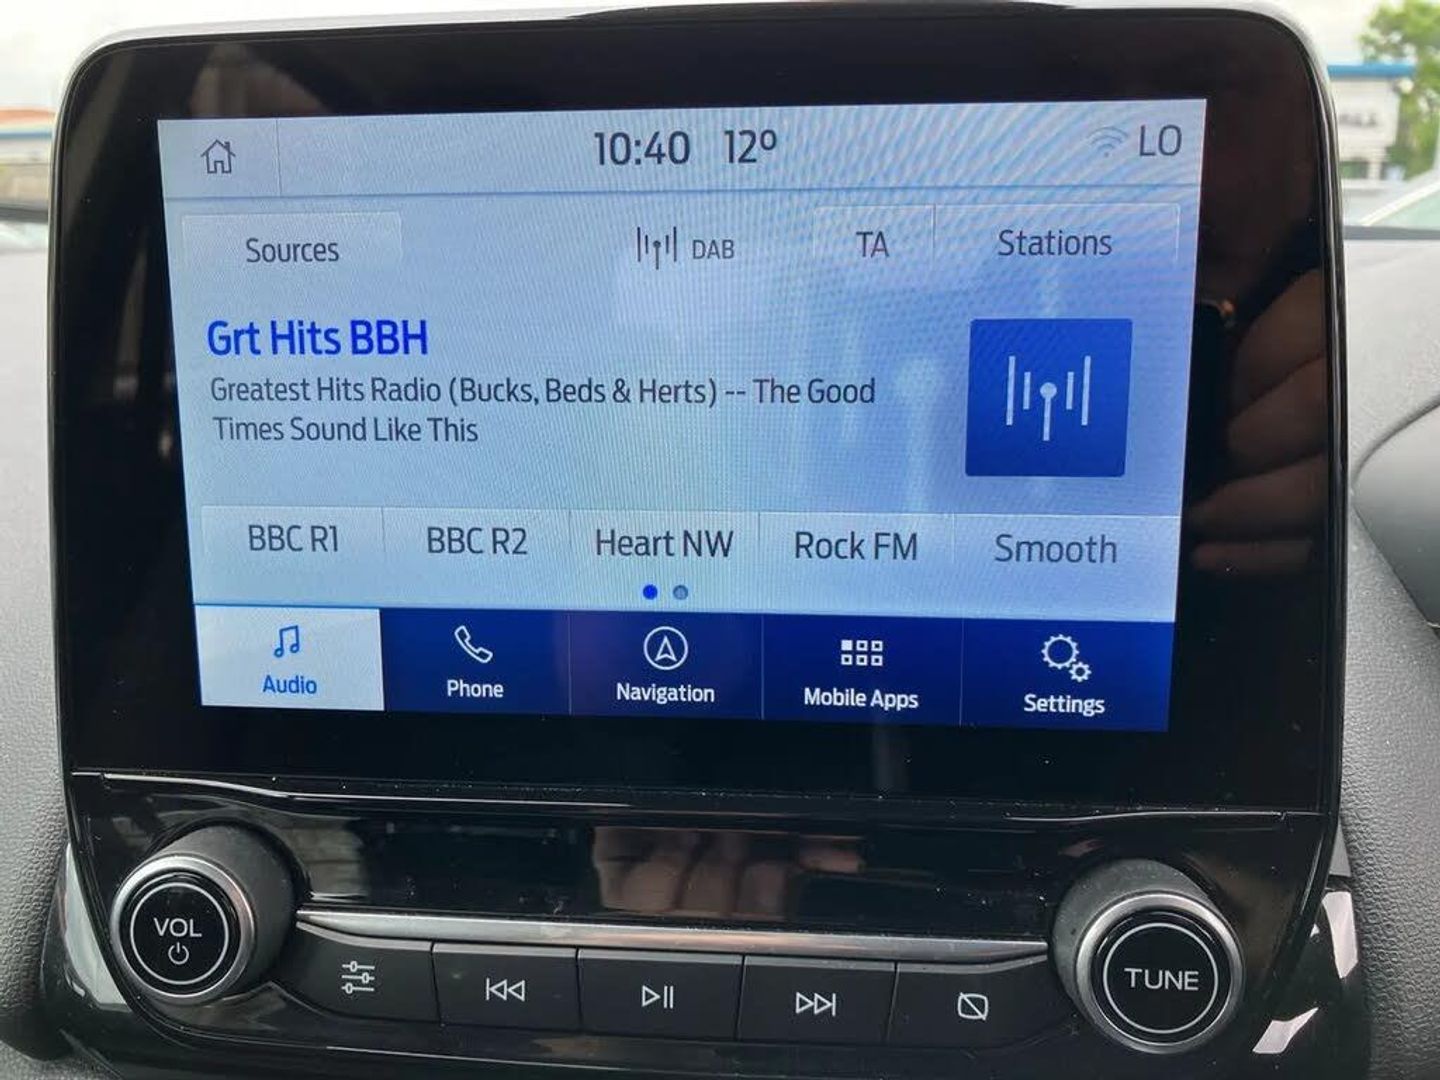 10:40 12º LO
Sources DAB TA Stations
Grt Hits BBH
Greatest Hits Radio (Bucks, Beds & Herts) -- The Good
Times Sound Like This
BBC R1 BBC R2 Heart NW Rock FM Smooth
Audio Phone Navigation Mobile Apps Settings
VOL TUNE